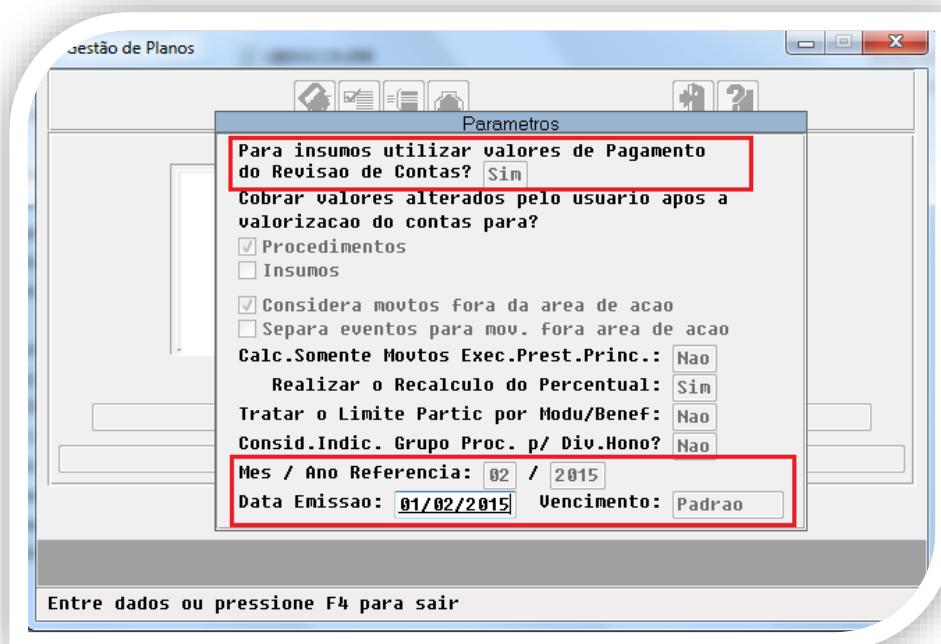 Gestão de Planos
Parametros
Para insumos utilizar valores de Pagamento
do Revisao de Contas? Sim
Cobrar valores alterados pelo usuario apos a
valorizacao do contas para?
Procedimentos
Insumos
Considera movtos fora da area de acao
Separa eventos para mov. fora area de acao
Calc.Somente Movtos Exec.Prest.Princ.: Nao
Realizar o Recalculo do Percentual: Sim
Tratar o Limite Partic por Modu/Benef: Nao
Consid.Indic. Grupo Proc. p/ Div.Hono? Nao
Mes / Ano Referencia: 02 / 2015
Data Emissao: 01/02/2015 Vencimento: Padrao
Entre dados ou pressione F4 para sair